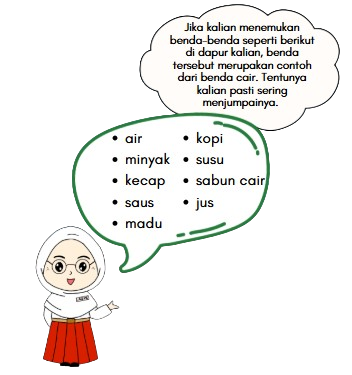 Jika kalian menemukan
benda-benda seperti berikut
di dapur kalian, benda
tersebut merupakan contoh
dari benda cair. Tentunya
kalian pasti sering
menjumpainya.
• air
• minyak
• kecap
• saus
• madu
• kopi
• susu
• sabun cair
• jus